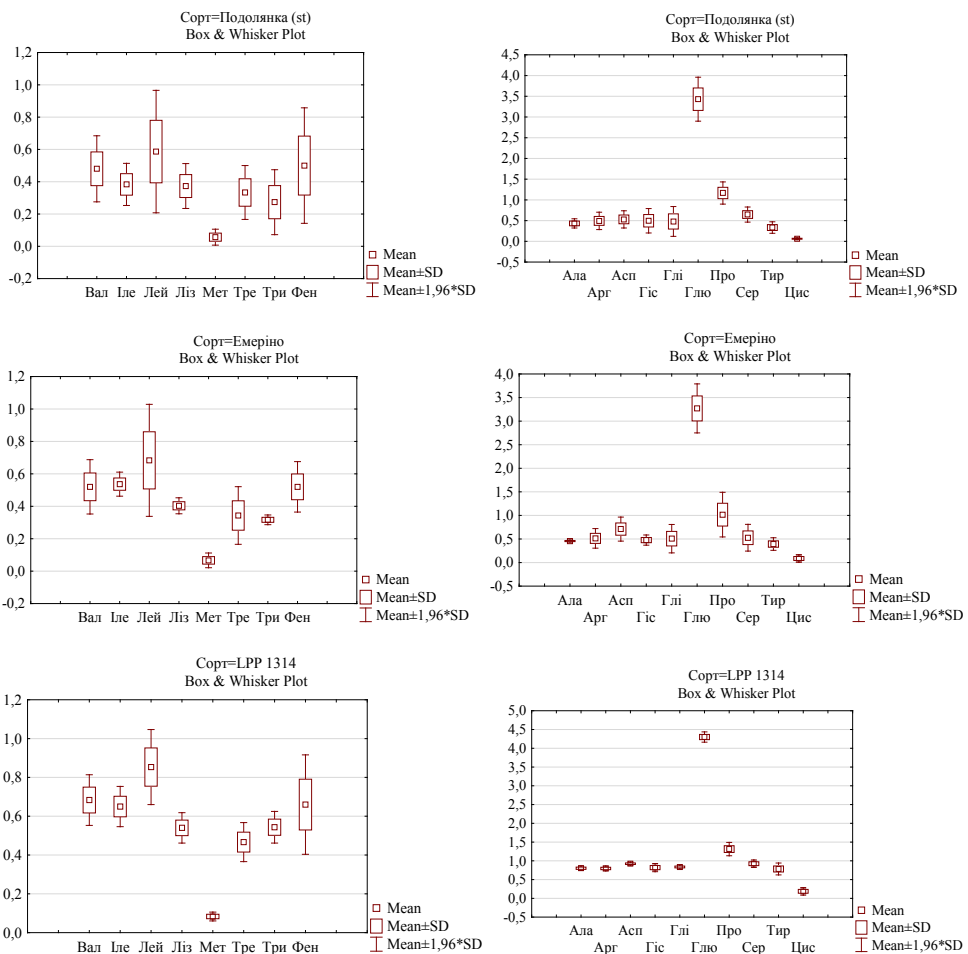 Сорт=Подолянка (st)
Box & Whisker Plot
1,2
1,0
0,8
0,6
0,4
0,2
0,0
-0,2
Вал Іле Лей Ліз Мет Тре Три Фен
Mean
Mean±SD
Mean±1,96*SD
Сорт=Подолянка (st)
Box & Whisker Plot
4,5
4,0
3,5
3,0
2,5
2,0
1,5
1,0
0,5
0,0
-0,5
Ала Асп Глі Про Тир
Арг Гіс Глю Сер Цис
Mean
Mean±SD
Mean±1,96*SD
Сорт=Емеріно
Box & Whisker Plot
1,2
1,0
0,8
0,6
0,4
0,2
0,0
-0,2
Вал Іле Лей Ліз Мет Тре Три Фен
Mean
Mean±SD
Mean±1,96*SD
Сорт=Емеріно
Box & Whisker Plot
4,0
3,5
3,0
2,5
2,0
1,5
1,0
0,5
0,0
-0,5
Ала Асп Глі Про Тир
Арг Гіс Глю Сер Цис
Mean
Mean±SD
Mean±1,96*SD
Сорт=LPP 1314
Box & Whisker Plot
1,2
1,0
0,8
0,6
0,4
0,2
0,0
Вал Іле Лей Ліз Мет Тре Три Фен
Mean
Mean±SD
Mean±1,96*SD
Сорт=LPP 1314
Box & Whisker Plot
5,0
4,5
4,0
3,5
3,0
2,5
2,0
1,5
1,0
0,5
0,0
-0,5
Ала Асп Глі Про Тир
Арг Гіс Глю Сер Цис
Mean
Mean±SD
Mean±1,96*SD